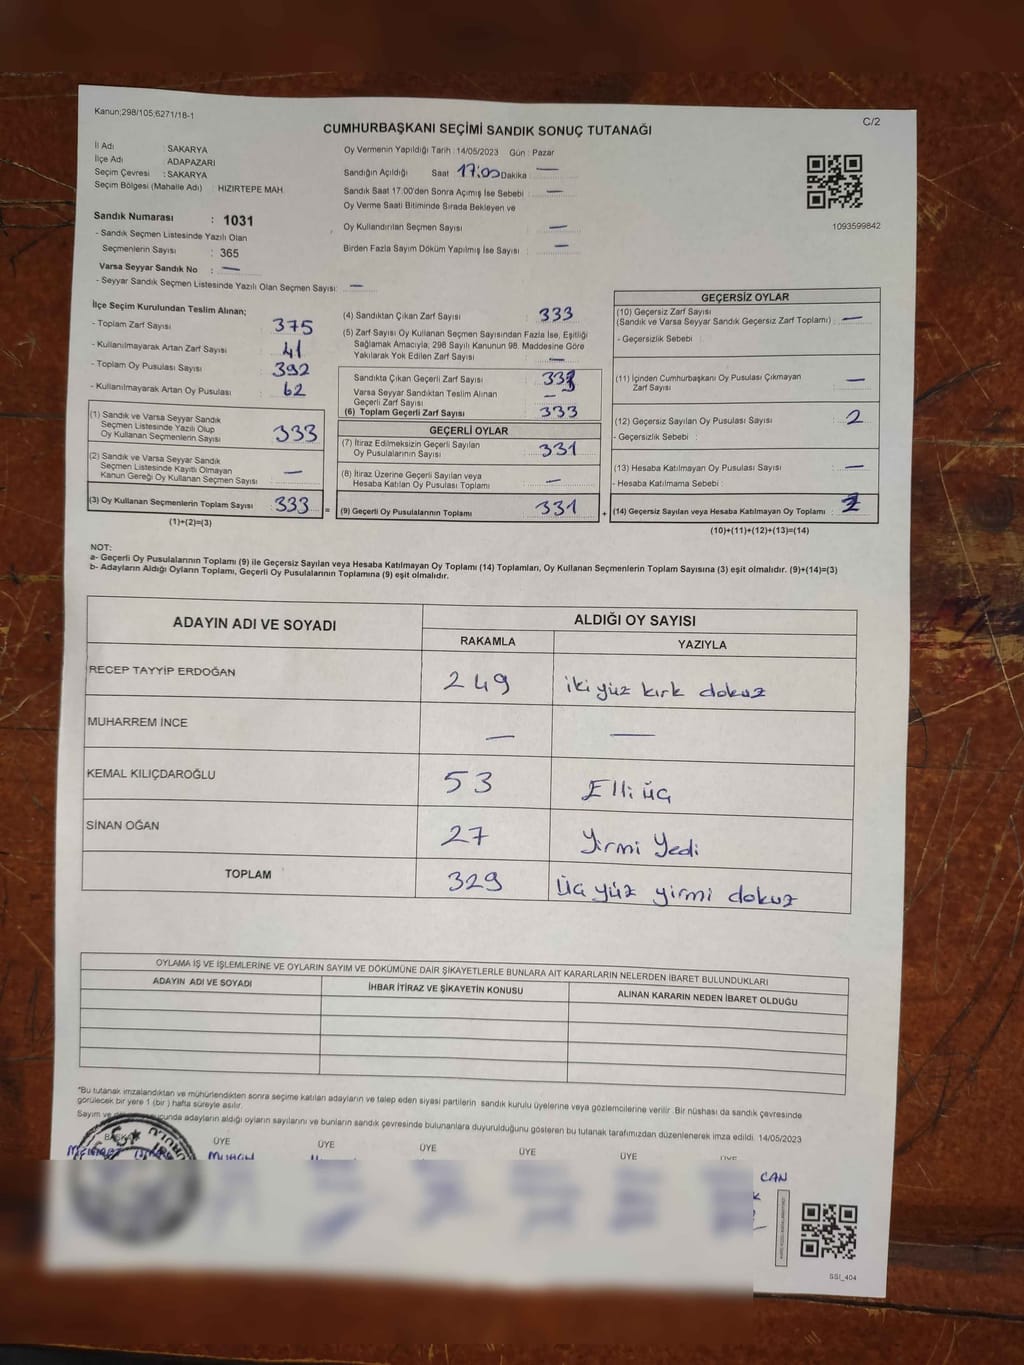 Kanun;298/105;6271/18-1
C/2
CUMHURBAŞKANI SEÇİMİ SANDIK SONUÇ TUTANAĞI
İl Adı : SAKARYA
İlçe Adı : ADAPAZARI
Seçim Çevresi : SAKARYA
Seçim Bölgesi (Mahalle Adı) : HIZIRTEPE MAH.
Sandık Numarası : 1031
- Sandık Seçmen Listesinde Yazılı Olan
Seçmenlerin Sayısı : 365
Varsa Seyyar Sandık No : —
- Seyyar Sandık Seçmen Listesinde Yazılı Olan Seçmen Sayısı: —
Oy Vermenin Yapıldığı Tarih : 14/05/2023 Gün : Pazar
Sandığın Açıldığı Saat 17:00 Dakika —
Sandık Saat 17:00'den Sonra Açımış İse Sebebi : —
Oy Verme Saati Bitiminde Sırada Bekleyen ve
Oy Kullandırılan Seçmen Sayısı : —
Birden Fazla Sayım Döküm Yapılmış İse Sayısı : —
1093599842
İlçe Seçim Kurulundan Teslim Alınan;
- Toplam Zarf Sayısı 375
- Kullanılmayarak Artan Zarf Sayısı 41
- Toplam Oy Pusulası Sayısı 392
- Kullanılmayarak Artan Oy Pusulası 62
(1) Sandık ve Varsa Seyyar Sandık
Seçmen Listesinde Yazılı Olup
Oy Kullanan Seçmenlerin Sayısı 333
(2) Sandık ve Varsa Seyyar Sandık
Seçmen Listesinde Kayıtlı Olmayan
Kanun Gereği Oy Kullanan Seçmen Sayısı —
(3) Oy Kullanan Seçmenlerin Toplam Sayısı 333 =
(1)+(2)=(3)
(4) Sandıktan Çıkan Zarf Sayısı 333
(5) Zarf Sayısı Oy Kullanan Seçmen Sayısından Fazla İse, Eşitliği
Sağlamak Amacıyla; 298 Sayılı Kanunun 98. Maddesine Göre
Yakılarak Yok Edilen Zarf Sayısı —
Sandıkta Çıkan Geçerli Zarf Sayısı 333
Varsa Seyyar Sandıktan Teslim Alınan
Geçerli Zarf Sayısı —
(6) Toplam Geçerli Zarf Sayısı 333
GEÇERLİ OYLAR
(7) İtiraz Edilmeksizin Geçerli Sayılan
Oy Pusulalarının Sayısı 331
(8) İtiraz Üzerine Geçerli Sayılan veya
Hesaba Katılan Oy Pusulası Toplamı —
(9) Geçerli Oy Pusulalarının Toplamı 331 +
GEÇERSİZ OYLAR
(10) Geçersiz Zarf Sayısı
(Sandık ve Varsa Seyyar Sandık Geçersiz Zarf Toplamı) : —
- Geçersizlik Sebebi :
(11) İçinden Cumhurbaşkanı Oy Pusulası Çıkmayan
Zarf Sayısı —
(12) Geçersiz Sayılan Oy Pusulası Sayısı : 2
- Geçersizlik Sebebi :
(13) Hesaba Katılmayan Oy Pusulası Sayısı : —
- Hesaba Katılmama Sebebi :
(14) Geçersiz Sayılan veya Hesaba Katılmayan Oy Toplamı : 2
(10)+(11)+(12)+(13)=(14)
NOT:
a- Geçerli Oy Pusulalarının Toplamı (9) ile Geçersiz Sayılan veya Hesaba Katılmayan Oy Toplamı (14) Toplamları, Oy Kullanan Seçmenlerin Toplam Sayısına (3) eşit olmalıdır. (9)+(14)=(3)
b- Adayların Aldığı Oyların Toplamı, Geçerli Oy Pusulalarının Toplamına (9) eşit olmalıdır.
ADAYIN ADI VE SOYADI
ALDIĞI OY SAYISI
RAKAMLA YAZIYLA
RECEP TAYYİP ERDOĞAN 249 iki yüz kırk dokuz
MUHARREM İNCE — —
KEMAL KILIÇDAROĞLU 53 Elli üç
SİNAN OĞAN 27 Yirmi Yedi
TOPLAM 329 Üç yüz yirmi dokuz
OYLAMA İŞ VE İŞLEMLERİNE VE OYLARIN SAYIM VE DÖKÜMÜNE DAİR ŞİKAYETLERLE BUNLARA AİT KARARLARIN NELERDEN İBARET BULUNDUKLARI
ADAYIN ADI VE SOYADI İHBAR İTİRAZ VE ŞİKAYETİN KONUSU ALINAN KARARIN NEDEN İBARET OLDUĞU
*Bu tutanak imzalandıktan ve mühürlendikten sonra seçime katılan adayların ve talep eden siyasi partilerin sandık kurulu üyelerine veya gözlemcilerine verilir. Bir nüshası da sandık çevresinde
görülecek bir yere 1 (bir) hafta süreyle asılır.
Sayım ve adayların aldığı oyların sayılarını ve bunların sandık çevresinde bulunanlara duyurulduğunu gösteren bu tutanak tarafımızdan düzenlenerek imza edildi. 14/05/2023
ÜYE ÜYE ÜYE ÜYE ÜYE ÜYE
CAN
SSI_404